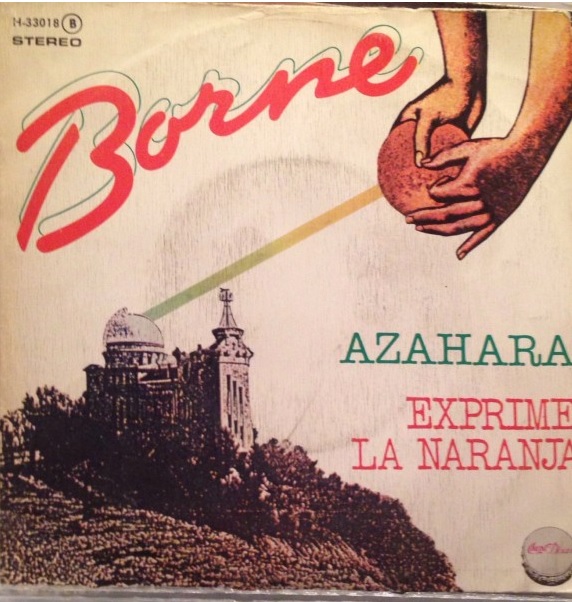 H-33018 B
STEREO
Borne
AZAHARA
EXPRIME
LA NARANJA